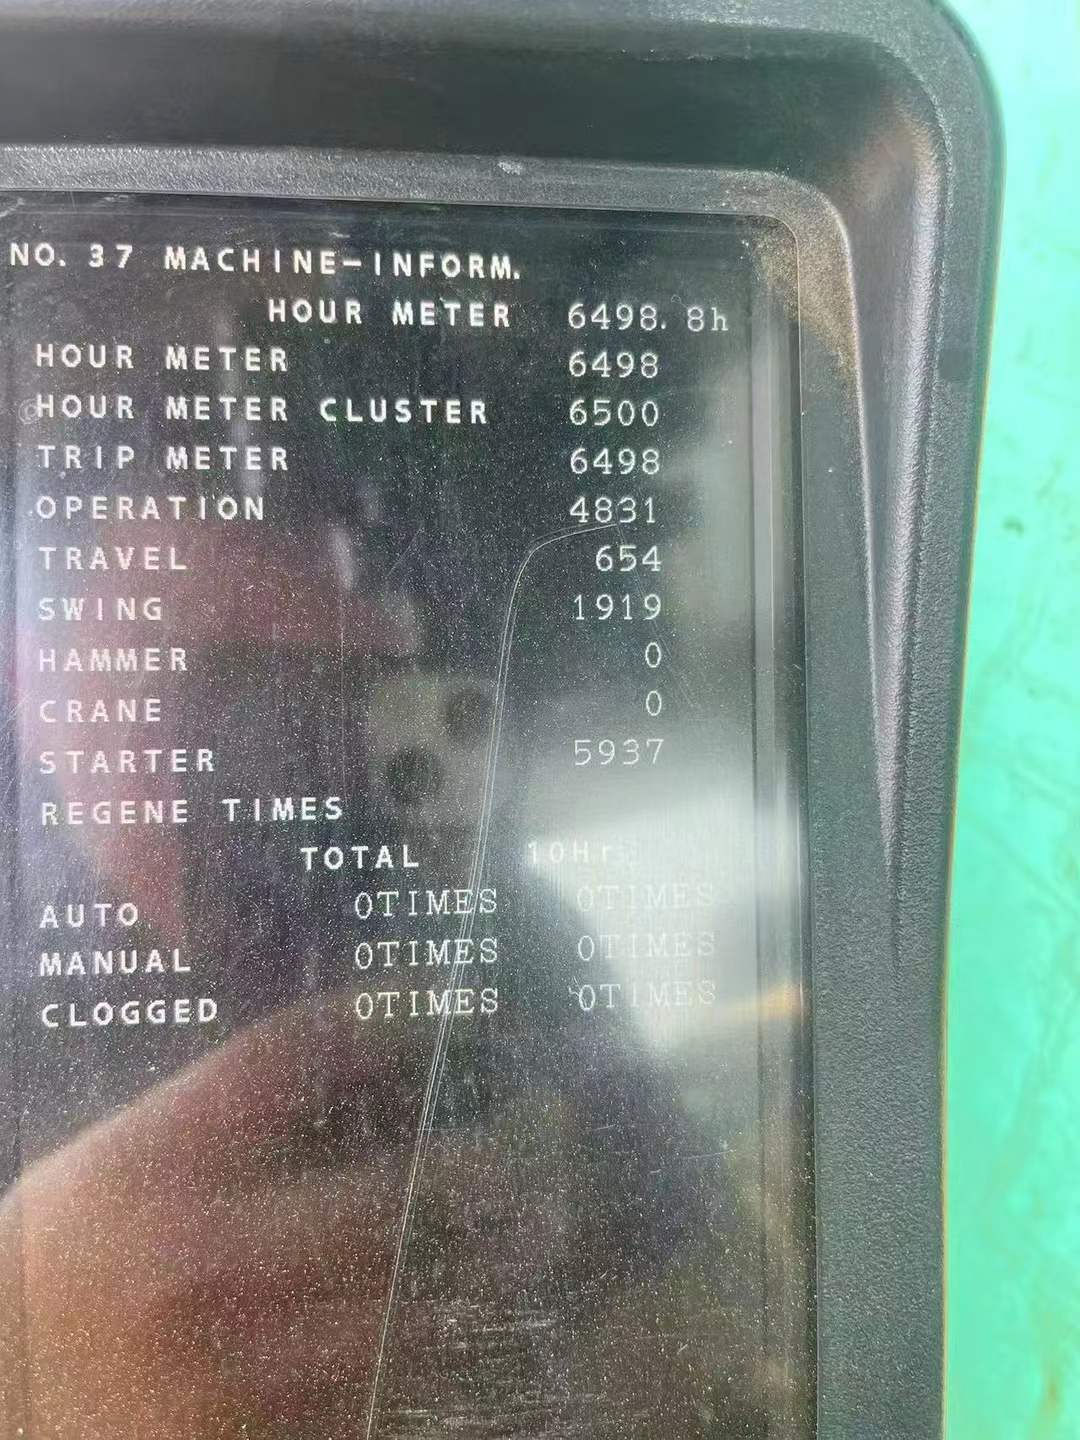 NO. 37 MACHINE-INFORM.
HOUR METER 6498. 8h
HOUR METER 6498
HOUR METER CLUSTER 6500
TRIP METER 6498
OPERATION 4831
TRAVEL 654
SWING 1919
HAMMER 0
CRANE 0
STARTER 5937
REGENE TIMES
TOTAL 10Hr
AUTO 0TIMES 0TIMES
MANUAL 0TIMES 0TIMES
CLOGGED 0TIMES 0TIMES